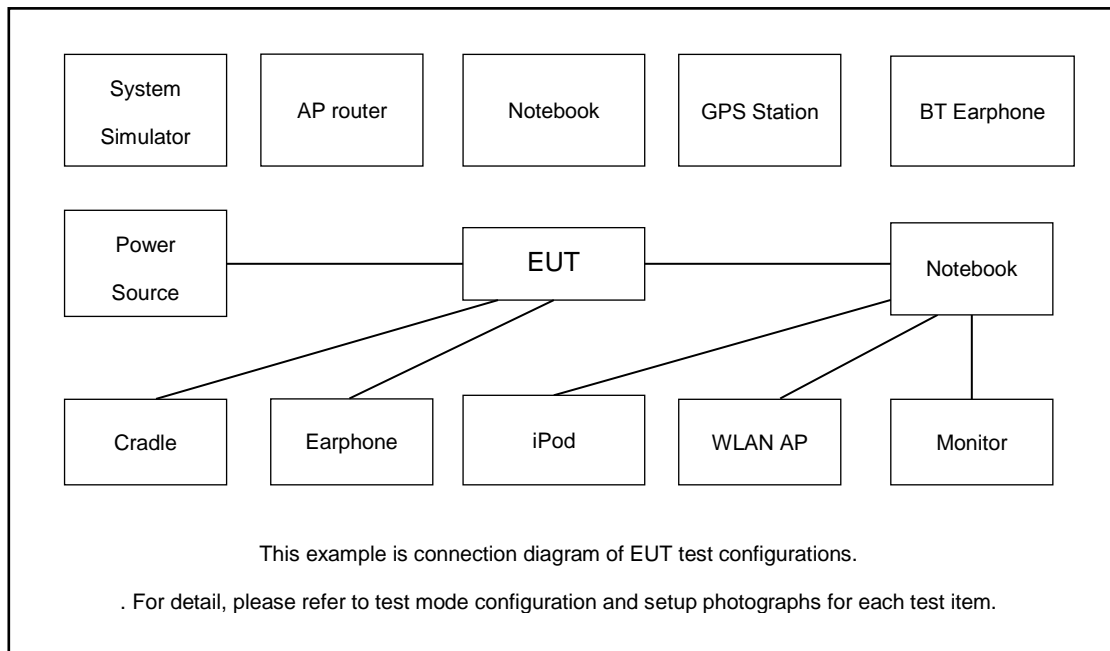 System
Simulator
AP router
Notebook
GPS Station
BT Earphone
Power
Source
EUT
Notebook
Cradle
Earphone
iPod
WLAN AP
Monitor
This example is connection diagram of EUT test configurations.
. For detail, please refer to test mode configuration and setup photographs for each test item.